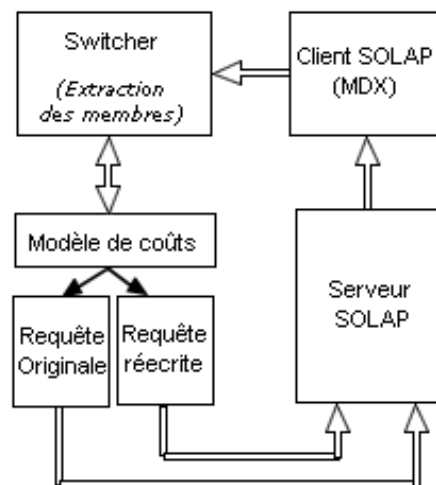 Switcher
(Extraction
des membres)
Client SOLAP
(MDX)
Modèle de coûts
Requête
Originale
Requête
réecrite
Serveur
SOLAP